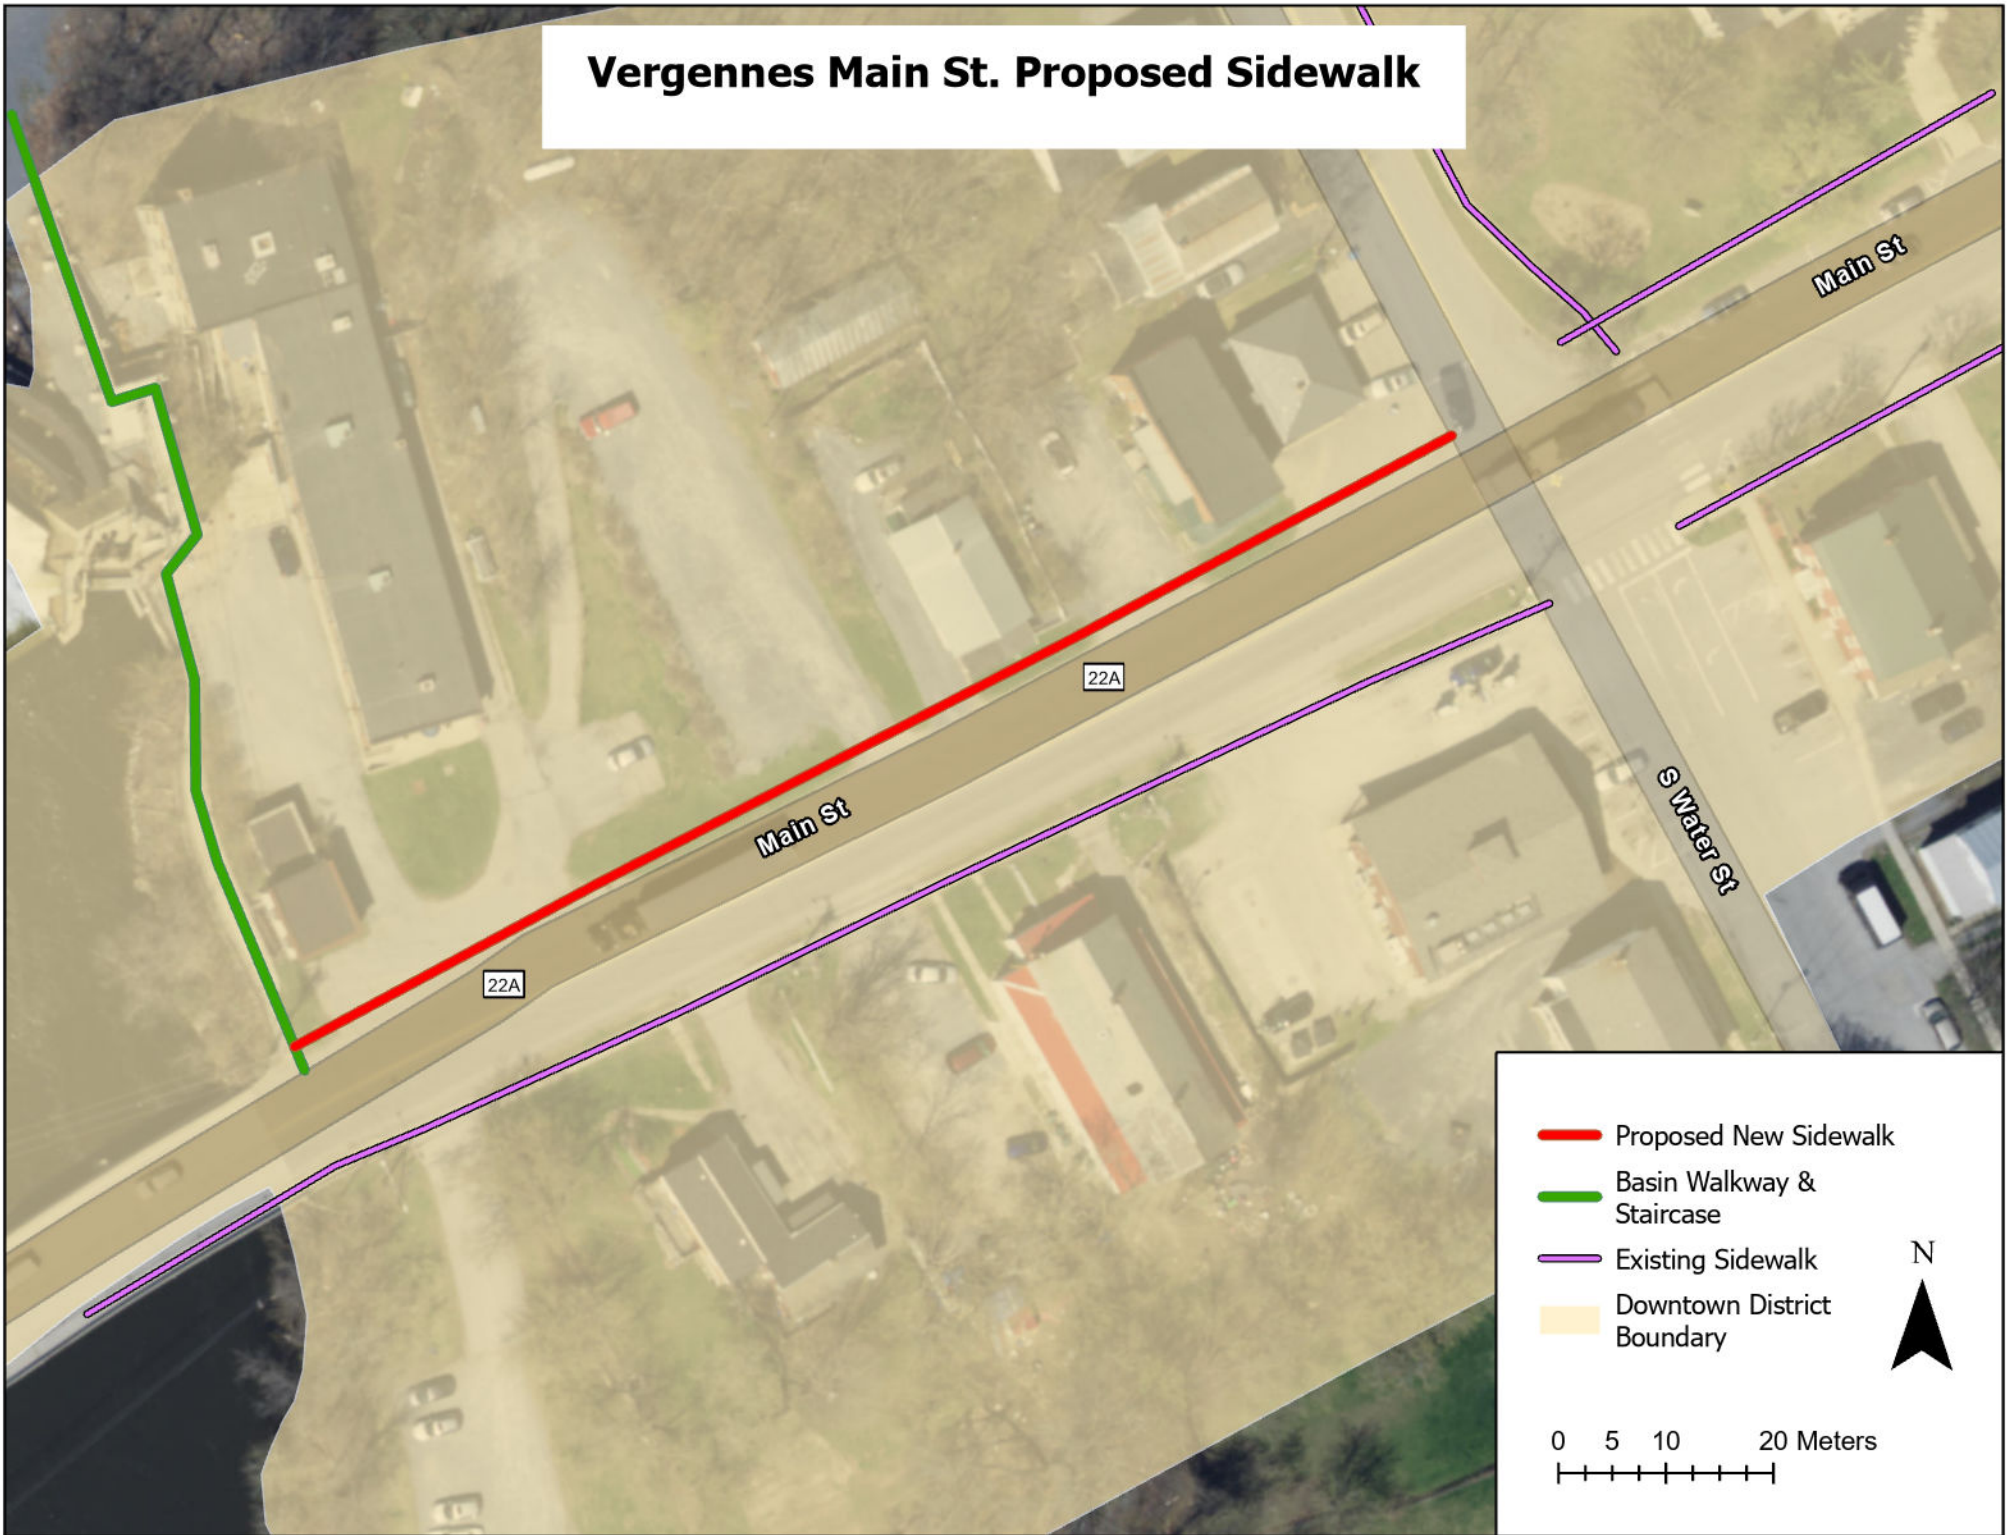 Vergennes Main St. Proposed Sidewalk
Main St
22A
Main St
22A
S Water St
Proposed New Sidewalk
Basin Walkway &
Staircase
Existing Sidewalk
Downtown District
Boundary
N
0 5 10 20 Meters